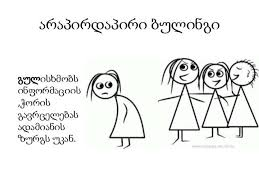 არაპირდაპირი ბულინგი
გულისხმობს
ინფორმაციის
,ჭორის
გავრცელებას
ადამიანის
ზურგს უკან.